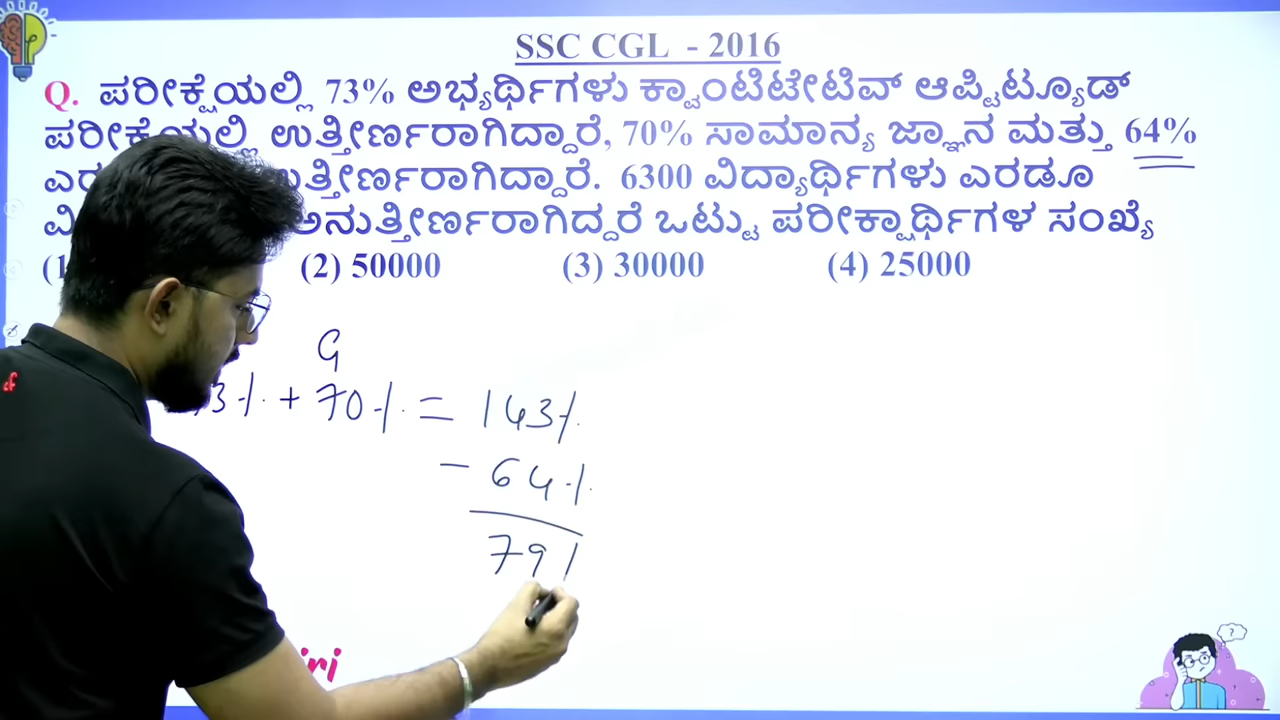 SSC CGL - 2016
Q. ಪರೀಕ್ಷೆಯಲ್ಲಿ 73% ಅಭ್ಯರ್ಥಿಗಳು ಕ್ವಾಂಟಿಟೇಟಿವ್ ಆಪ್ಟಿಟ್ಯೂಡ್
ಪರೀಕ್ಷೆಯಲ್ಲಿ ಉತ್ತೀರ್ಣರಾಗಿದ್ದಾರೆ, 70% ಸಾಮಾನ್ಯ ಜ್ಞಾನ ಮತ್ತು 64%
ಉತ್ತೀರ್ಣರಾಗಿದ್ದಾರೆ. 6300 ವಿದ್ಯಾರ್ಥಿಗಳು ಎರಡೂ
ಅನುತ್ತೀರ್ಣರಾಗಿದ್ದರೆ ಒಟ್ಟು ಪರೀಕ್ಷಾರ್ಥಿಗಳ ಸಂಖ್ಯೆ
(2) 50000 (3) 30000 (4) 25000
G
3% + 70% = 143%
- 64%
79%
?